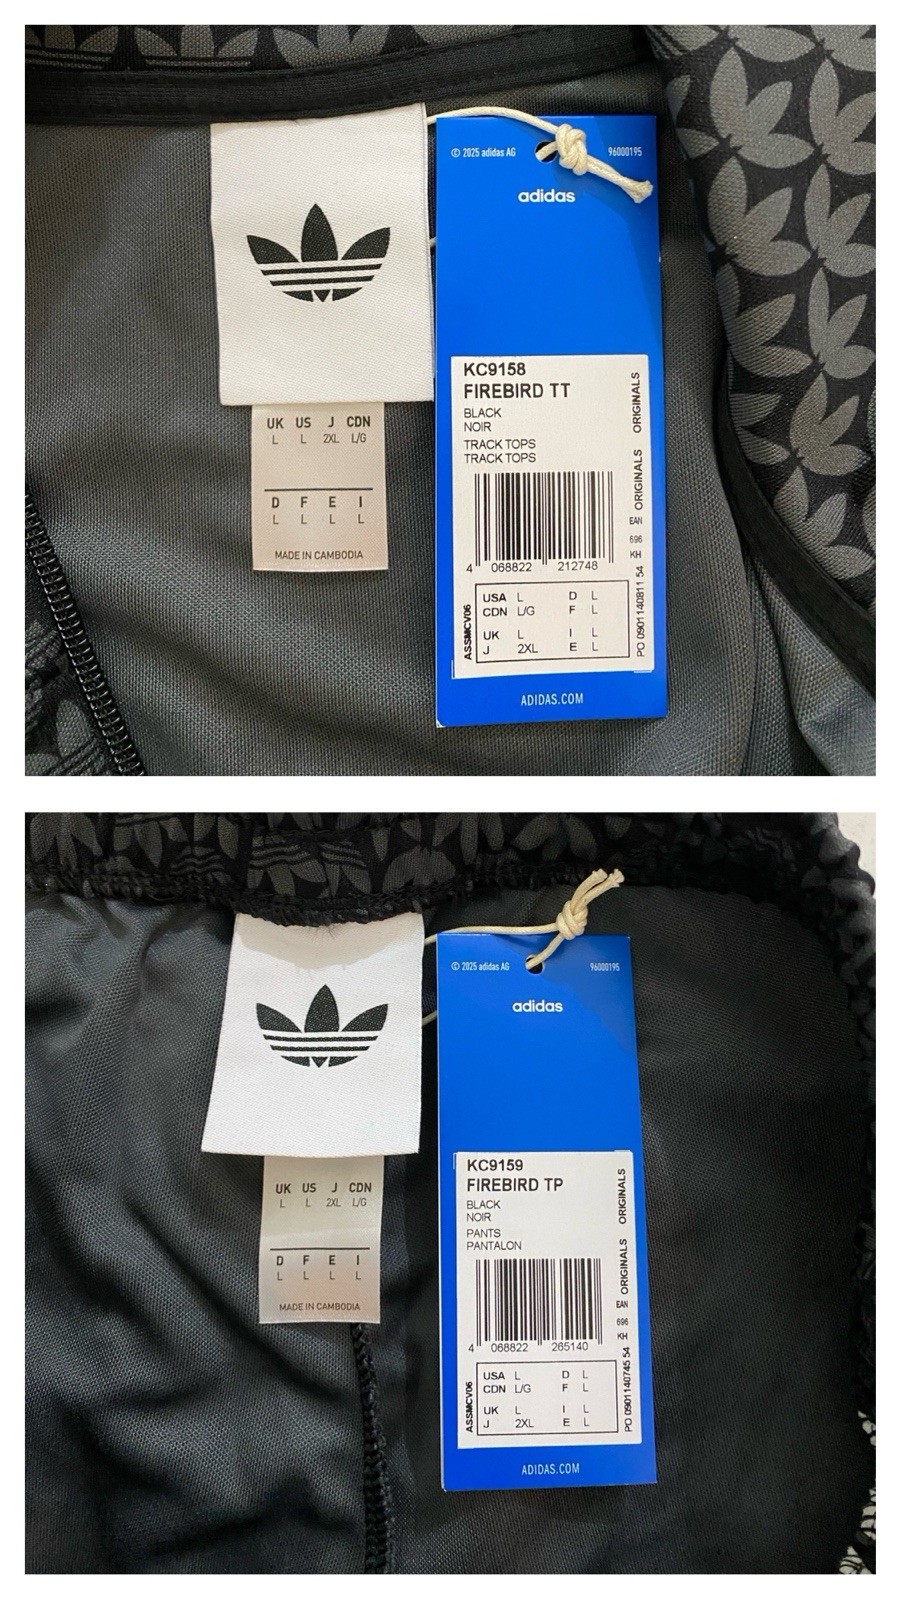 UK US J CDN
L L 2XL L/G
D F E I
L L L L
MADE IN CAMBODIA
© 2025 adidas AG 96000195
adidas
KC9158
FIREBIRD TT
BLACK
NOIR
TRACK TOPS
TRACK TOPS
4 068822 212748
USA L D L
CDN L/G F L
UK L I L
J 2XL E L
ASSMCV06
PO 0901140811 54 KH 696 EAN ORIGINALS ORIGINALS
ADIDAS.COM
UK US J CDN
L L 2XL L/G
D F E I
L L L L
MADE IN CAMBODIA
© 2025 adidas AG 96000195
adidas
KC9159
FIREBIRD TP
BLACK
NOIR
PANTS
PANTALON
4 068822 265140
USA L D L
CDN L/G F L
UK L I L
J 2XL E L
ASSMCV06
PO 0901140745 54 KH 696 EAN ORIGINALS ORIGINALS
ADIDAS.COM